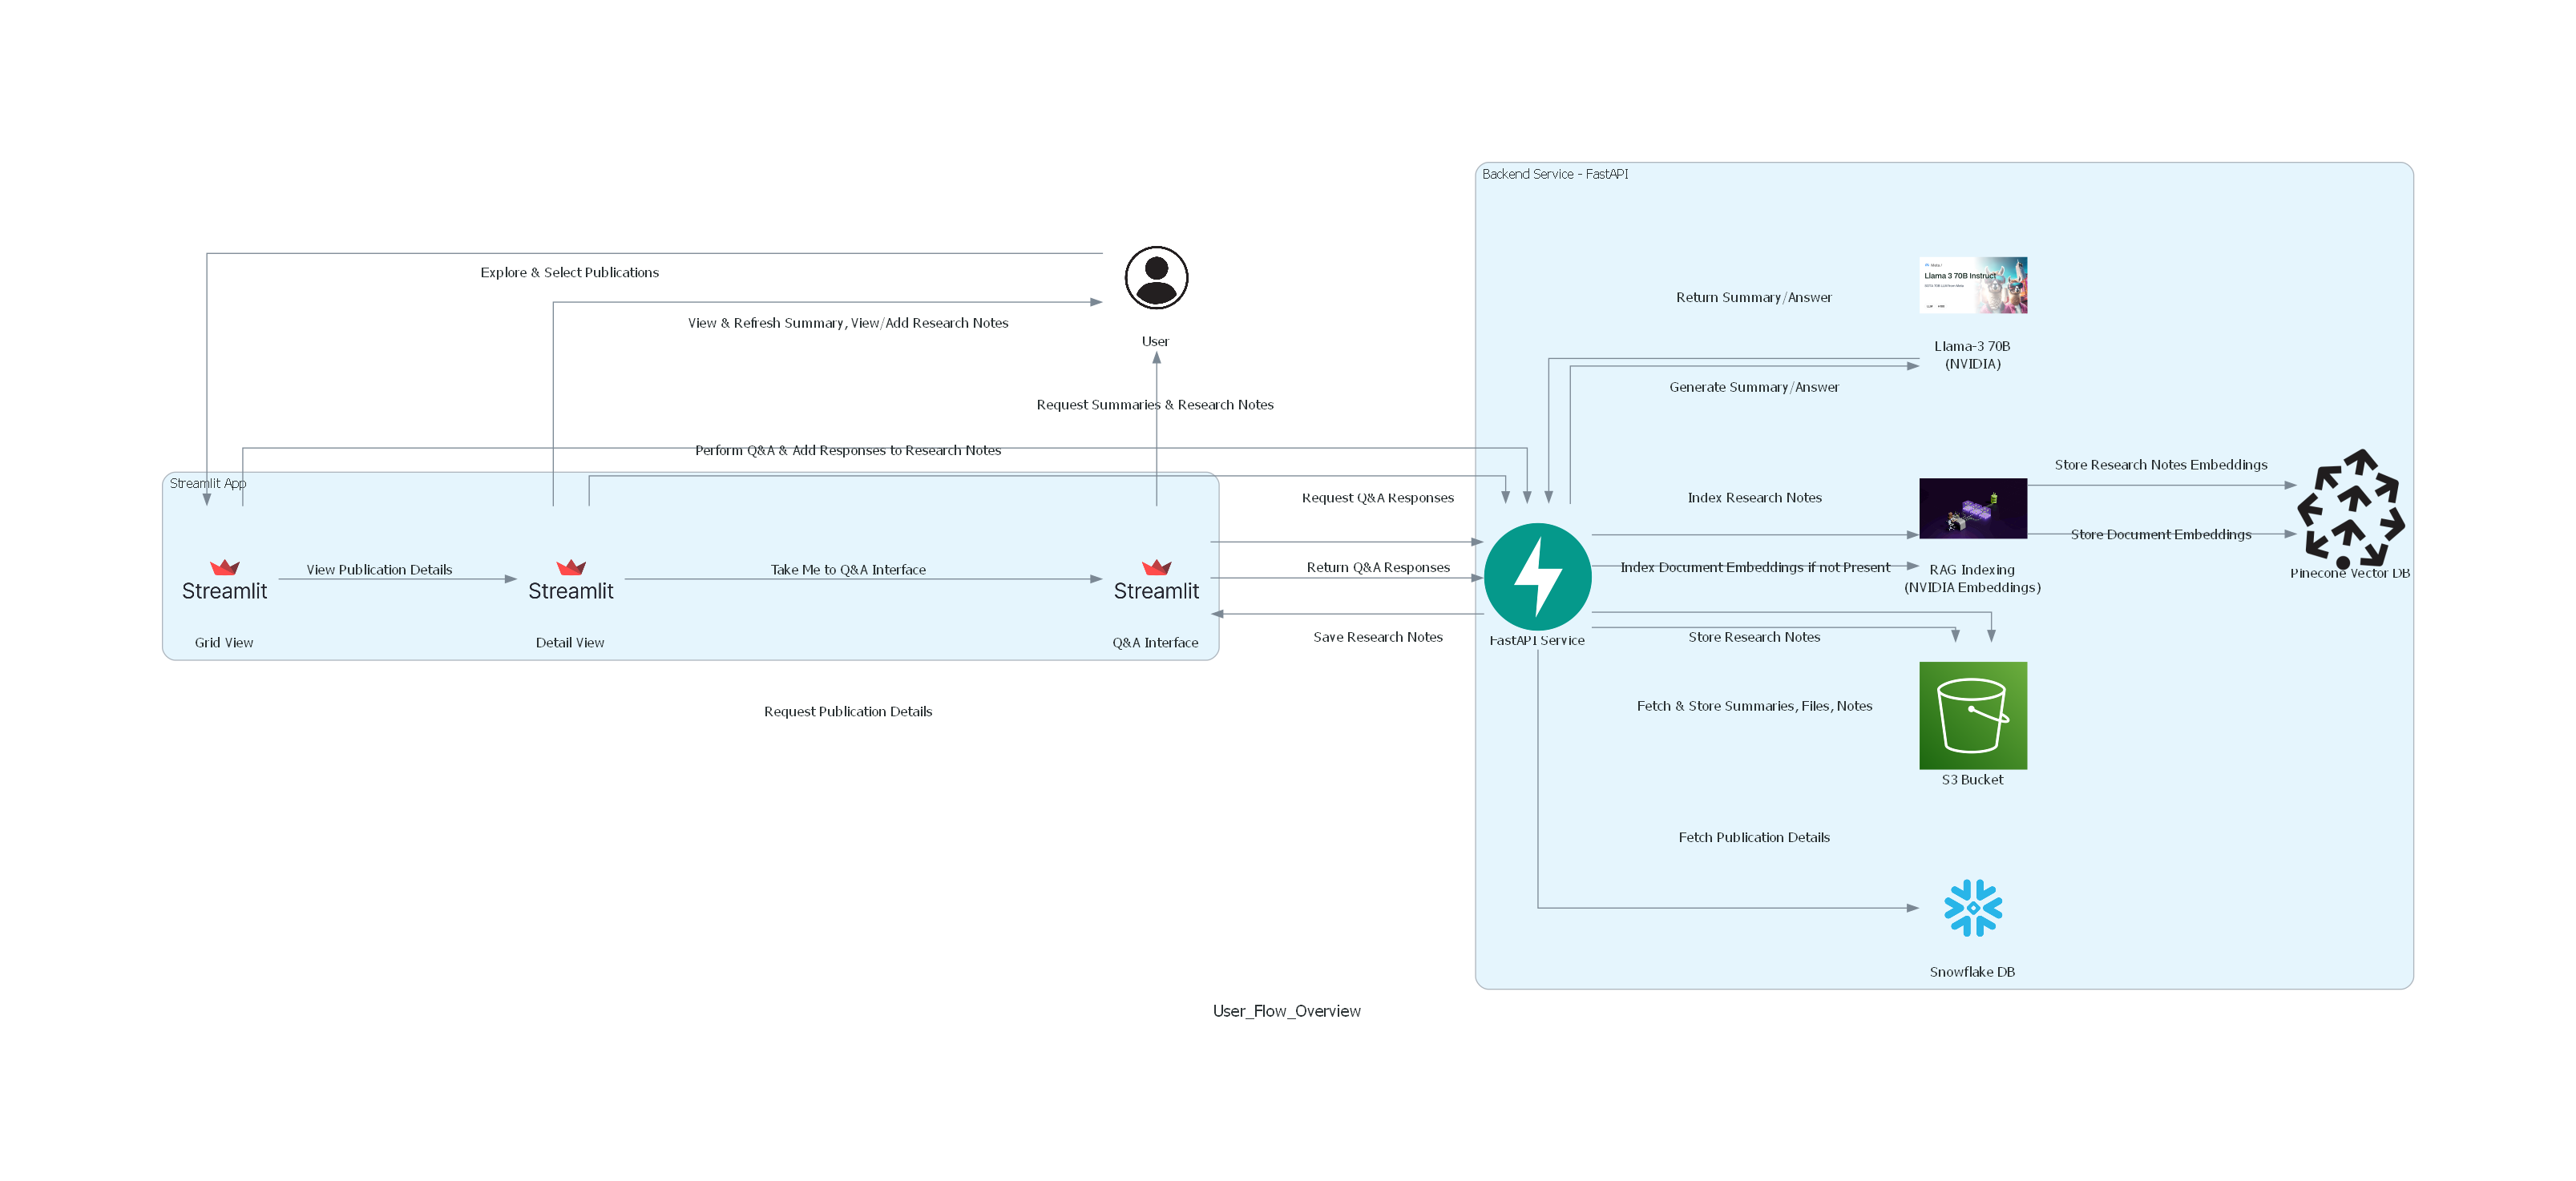 Backend Service - FastAPI
Explore & Select Publications
Llama 3 70B Instruct
Return Summary/Answer
View & Refresh Summary, View/Add Research Notes
User
Llama-3 70B
(NVIDIA)
Generate Summary/Answer
Request Summaries & Research Notes
Perform Q&A & Add Responses to Research Notes
Store Research Notes Embeddings
Streamlit App
Request Q&A Responses
Index Research Notes
Store Document Embeddings
View Publication Details
Take Me to Q&A Interface
Return Q&A Responses
Index Document Embeddings if not Present
RAG Indexing
(NVIDIA Embeddings)
Pinecone Vector DB
Streamlit
Streamlit
Streamlit
Grid View
Detail View
Q&A Interface
Save Research Notes
FastAPI Service
Store Research Notes
Request Publication Details
Fetch & Store Summaries, Files, Notes
S3 Bucket
Fetch Publication Details
Snowflake DB
User_Flow_Overview